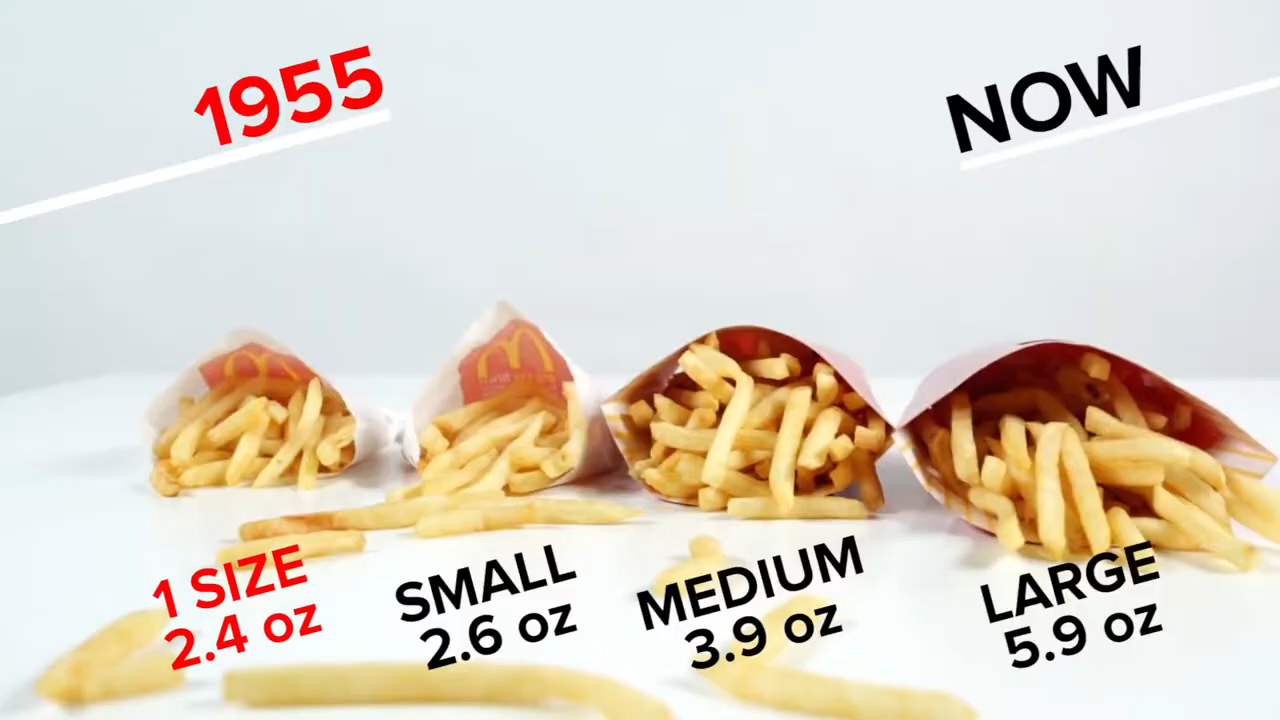 1955
NOW
1 SIZE
2.4 oz
SMALL
2.6 oz
MEDIUM
3.9 oz
LARGE
5.9 oz